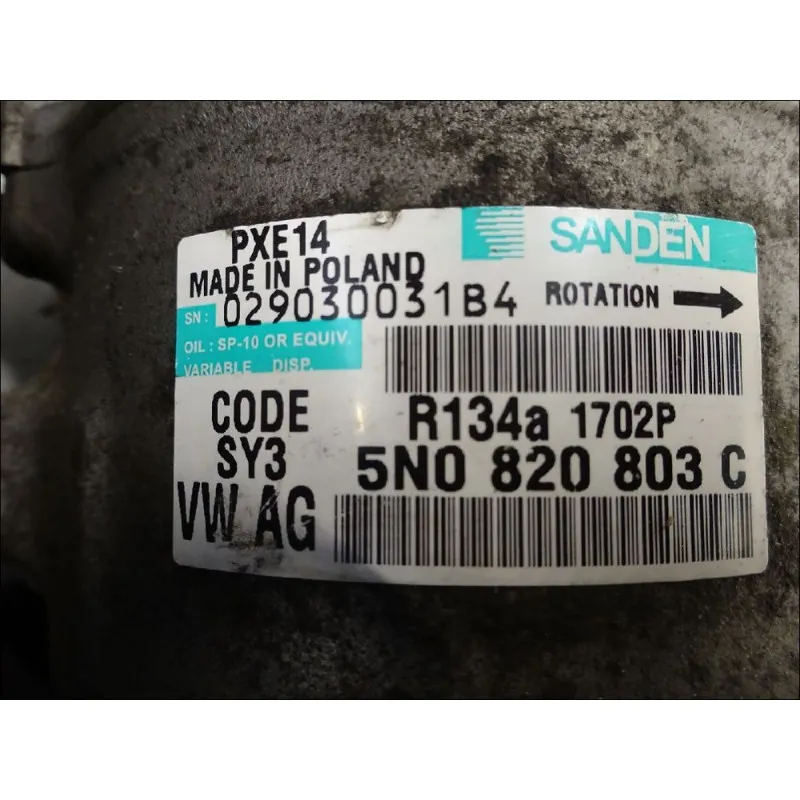 PXE14
SANDEN
MADE IN POLAND
SN: 029030031B4
ROTATION
OIL : SP-10 OR EQUIV.
VARIABLE DISP.
CODE
R134a 1702P
SY3
5N0 820 803 C
VW AG